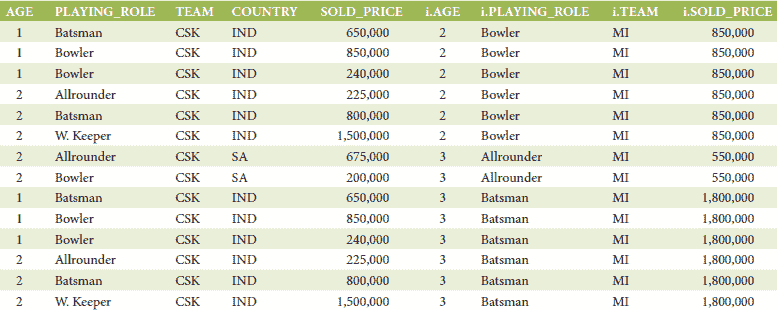 AGE PLAYING_ROLE TEAM COUNTRY SOLD_PRICE i.AGE i.PLAYING_ROLE i.TEAM i.SOLD_PRICE
1 Batsman CSK IND 650,000 2 Bowler MI 850,000
1 Bowler CSK IND 850,000 2 Bowler MI 850,000
1 Bowler CSK IND 240,000 2 Bowler MI 850,000
2 Allrounder CSK IND 225,000 2 Bowler MI 850,000
2 Batsman CSK IND 800,000 2 Bowler MI 850,000
2 W. Keeper CSK IND 1,500,000 2 Bowler MI 850,000
2 Allrounder CSK SA 675,000 3 Allrounder MI 550,000
2 Bowler CSK SA 200,000 3 Allrounder MI 550,000
1 Batsman CSK IND 650,000 3 Batsman MI 1,800,000
1 Bowler CSK IND 850,000 3 Batsman MI 1,800,000
1 Bowler CSK IND 240,000 3 Batsman MI 1,800,000
2 Allrounder CSK IND 225,000 3 Batsman MI 1,800,000
2 Batsman CSK IND 800,000 3 Batsman MI 1,800,000
2 W. Keeper CSK IND 1,500,000 3 Batsman MI 1,800,000